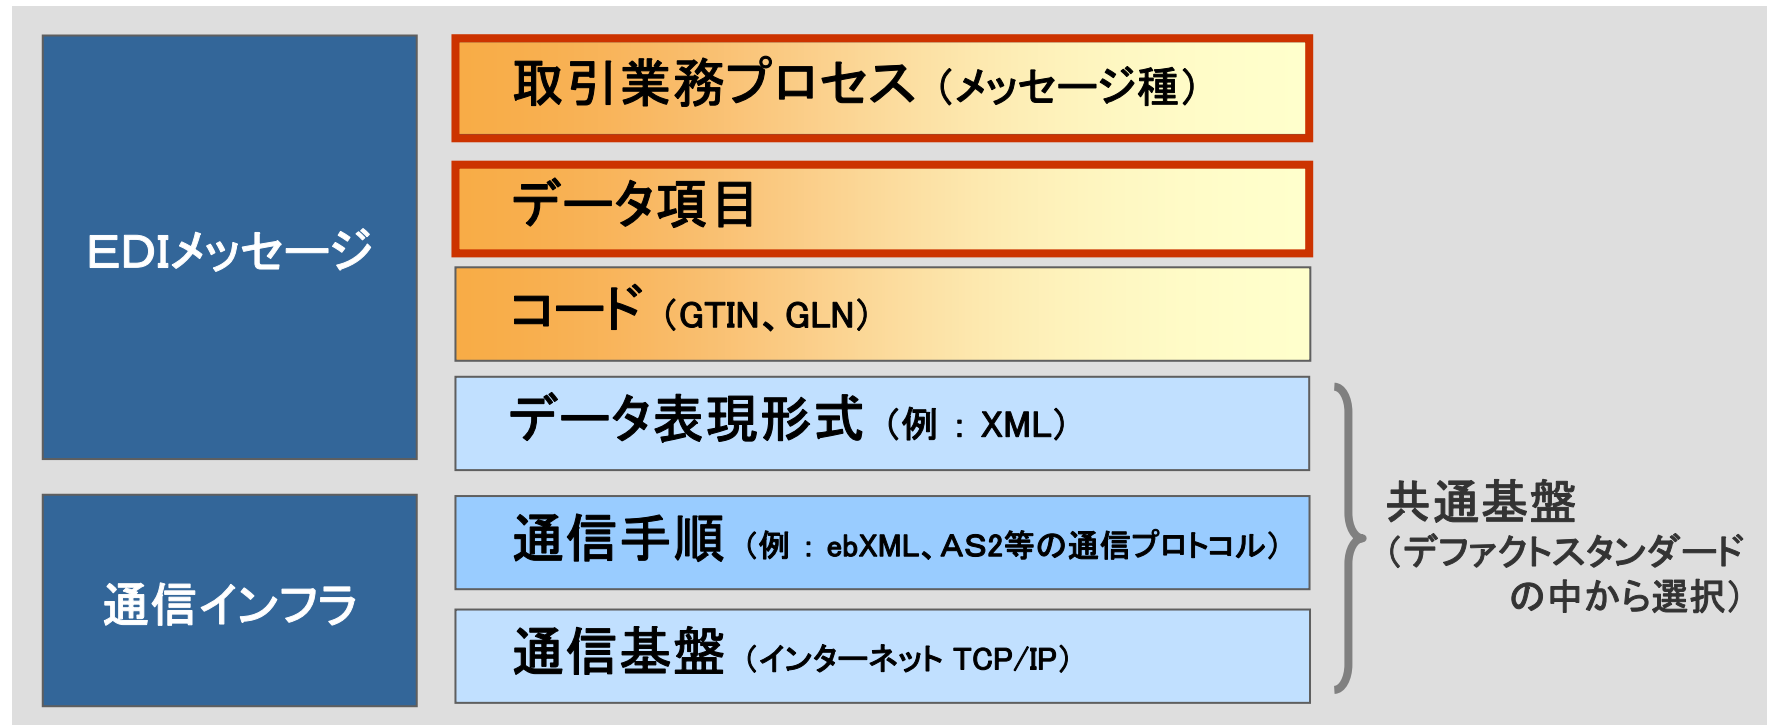 EDIメッセージ
取引業務プロセス（メッセージ種）
データ項目
コード（GTIN、GLN）
データ表現形式（例：XML）
通信インフラ
通信手順（例：ebXML、AS2等の通信プロトコル）
通信基盤（インターネット TCP/IP）
共通基盤
（デファクトスタンダード
の中から選択）